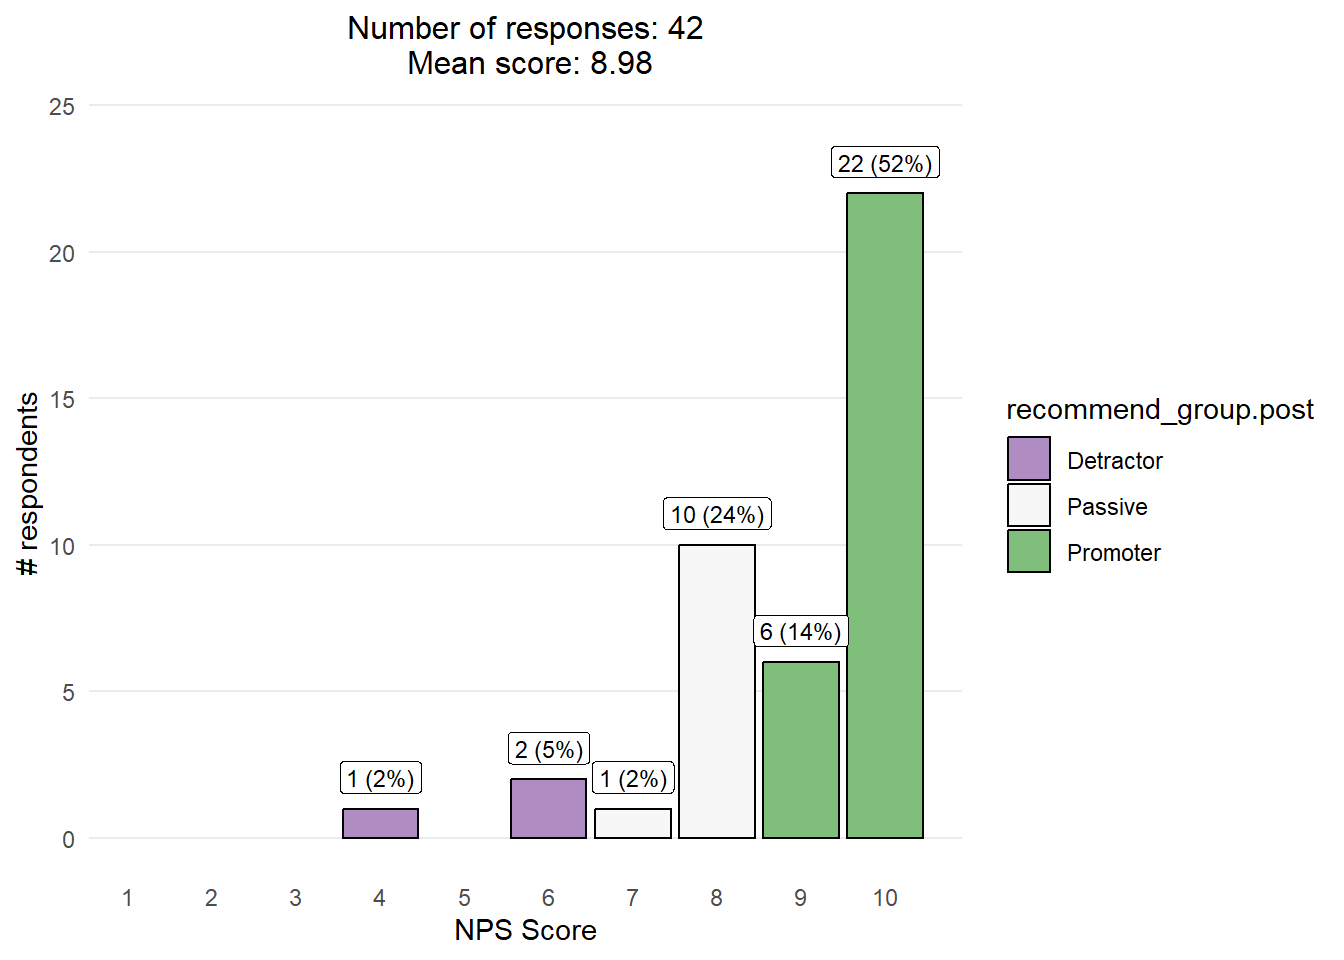 Number of responses: 42
Mean score: 8.98
25
20
15
10
5
0
# respondents
22 (52%)
10 (24%)
6 (14%)
2 (5%)
1 (2%)
1 (2%)
1 2 3 4 5 6 7 8 9 10
NPS Score
recommend_group.post
Detractor
Passive
Promoter